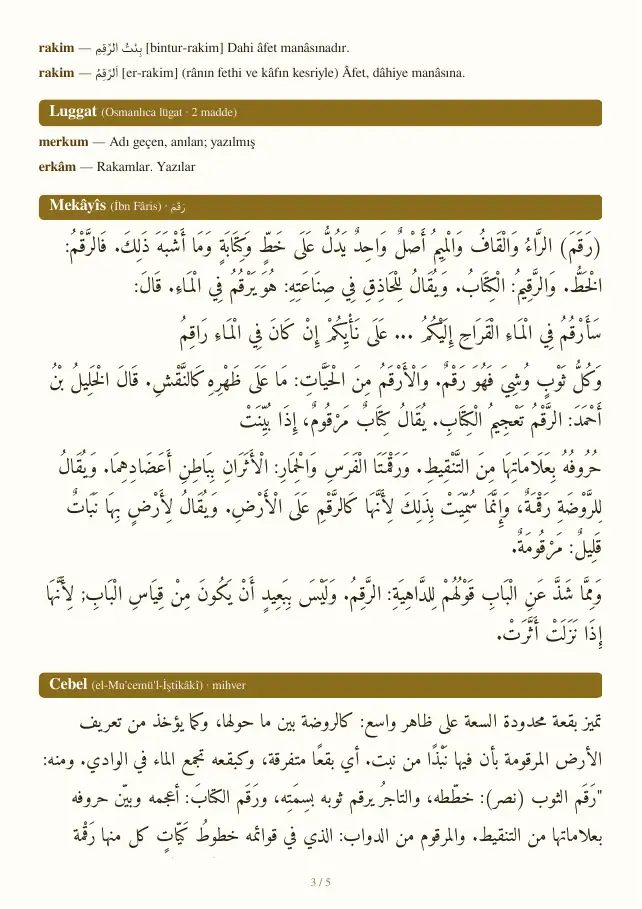 rakim — بِنْتُ الرَّقِمِ [bintur-rakim] Dahi âfet manâsınadır.
rakim — اَلرَّقِمُ [er-rakim] (rânın fethi ve kâfın kesriyle) Âfet, dâhiye manâsına.
Luggat (Osmanlıca lügat · 2 madde)
merkum — Adı geçen, anılan; yazılmış
erkâm — Rakamlar. Yazılar
Mekâyîs (İbn Fâris) · رَقَمَ
(رَقَمَ) الرَّاءُ وَالْقَافُ وَالْمِيمُ أَصْلٌ وَاحِدٌ يَدُلُّ عَلَى خَطٍّ وَكِتَابَةٍ وَمَا أَشْبَهَ ذَلِكَ. فَالرَّقْمُ:
الْخَطُّ. وَالرَّقِيمُ: الْكِتَابُ. وَيُقَالُ لِلْحَاذِقِ فِي صِنَاعَتِهِ: هُوَ يَرْقُمُ فِي الْمَاءِ. قَالَ:
سَأَرْقُمُ فِي الْمَاءِ الْقَرَاحِ إِلَيْكُمُ ... عَلَى نَأْيِكُمْ إِنْ كَانَ فِي الْمَاءِ رَاقِمُ
وَكُلُّ ثَوْبٍ وُشِيَ فَهُوَ رَقْمٌ. وَالْأَرْقَمُ مِنَ الْحَيَّاتِ: مَا عَلَى ظَهْرِهِ كَالنَّقْشِ. قَالَ الْخَلِيلُ بْنُ
أَحْمَدَ: الرَّقْمُ تَعْجِيمُ الْكِتَابِ. يُقَالُ كِتَابٌ مَرْقُومٌ، إِذَا بُيِّنَتْ
حُرُوفُهُ بِعَلَامَاتِهَا مِنَ التَّنْقِيطِ. وَرَقْمَتَا الْفَرَسِ وَالْحِمَارِ: الْأَثَرَانِ بِبَاطِنِ أَعْضَادِهِمَا. وَيُقَالُ
لِلرَّوْضَةِ رَقْمَةٌ، وَإِنَّمَا سُمِّيَتْ بِذَلِكَ لِأَنَّهَا كَالرَّقْمِ عَلَى الْأَرْضِ. وَيُقَالُ لِأَرْضٍ بِهَا نَبَاتٌ
قَلِيلٌ: مَرْقُومَةٌ.
وَمِمَّا شَذَّ عَنِ الْبَابِ قَوْلُهُمْ لِلدَّاهِيَةِ: الرَّقِمُ. وَلَيْسَ بِبَعِيدٍ أَنْ يَكُونَ مِنْ قِيَاسِ الْبَابِ; لِأَنَّهَا
إِذَا نَزَلَتْ أَثَّرَتْ.
Cebel (el-Mu'cemü'l-İştikâkî) · mihver
تميز بقعة محدودة السعة على ظاهر واسع: كالروضة بين ما حولها، وكما يؤخذ من تعريف
الأرض المرقومة بأن فيها نَبْذًا من نبت. أي بقعًا متفرقة، وكبقعه تجمع الماء في الوادي. ومنه:
"رَقَم الثوب (نصر): خطّطه، والتاجرُ يرقم ثوبه بسِمَتِه، ورَقَم الكتابَ: أعجمه وبيّن حروفه
بعلاماتها من التنقيط. والمرقوم من الدواب: الذي في قوائمه خطوطُ كَيّاتٍ كل منها رَقْمة
3 / 5